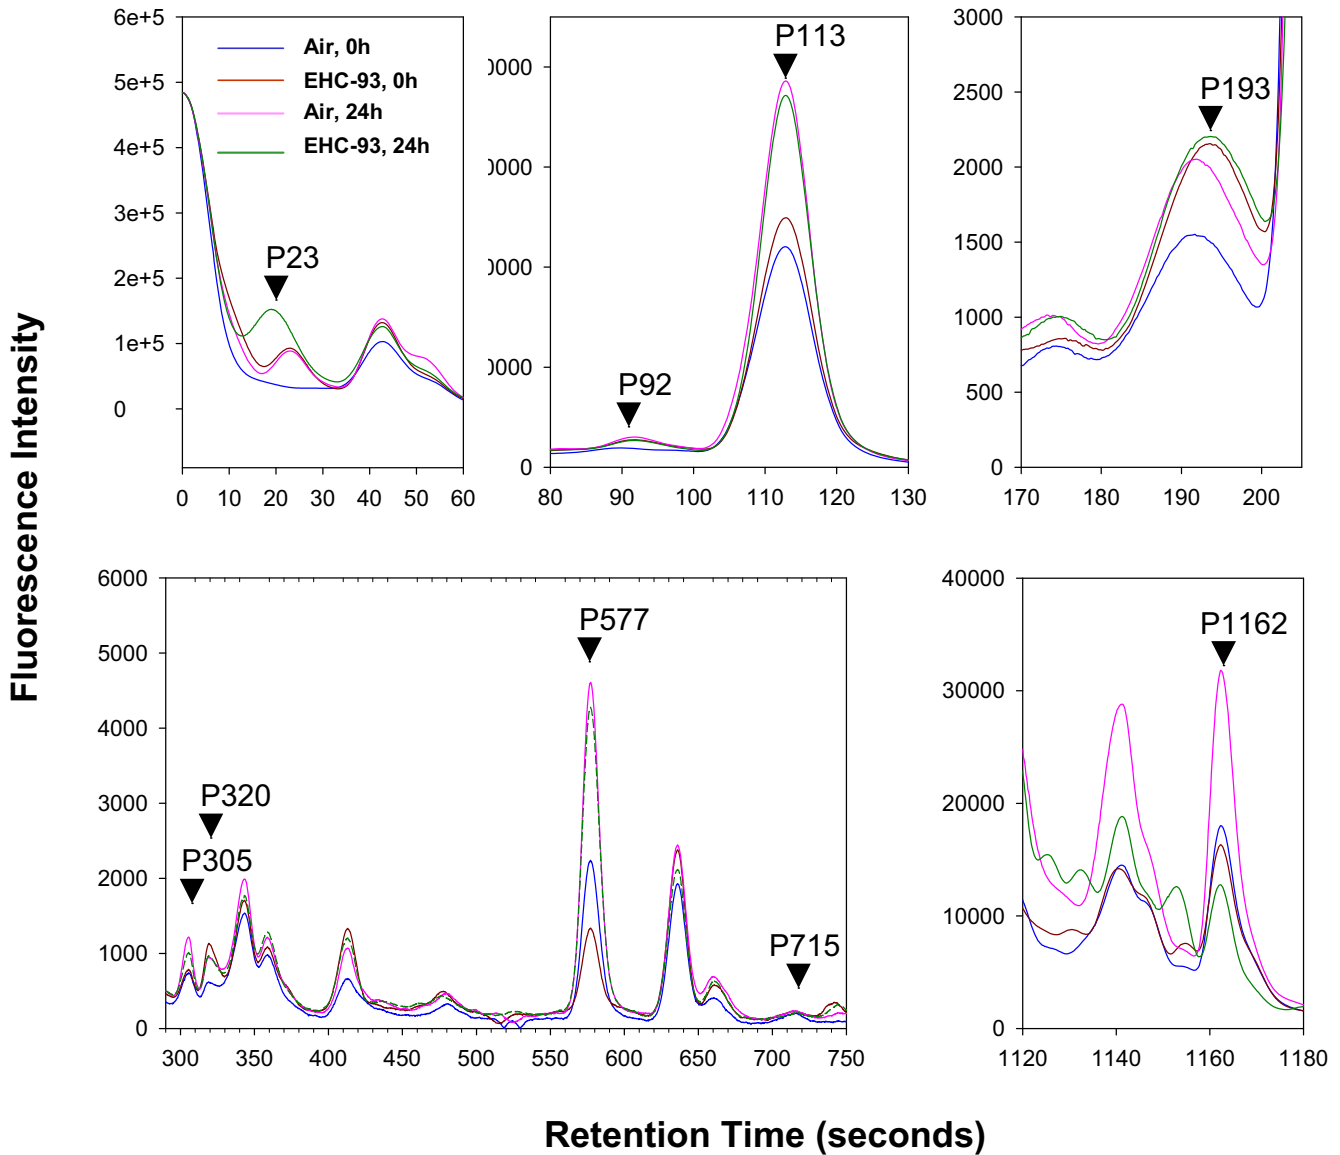 Fluorescence Intensity
6e+5
5e+5
4e+5
3e+5
2e+5
1e+5
0
Air, 0h
EHC-93, 0h
Air, 24h
EHC-93, 24h
P23
0 10 20 30 40 50 60
0000
0000
0000
0000
0
P113
P92
80 90 100 110 120 130
3000
2500
2000
1500
1000
500
0
P193
170 180 190 200
6000
5000
4000
3000
2000
1000
0
P577
P320
P305
P715
300 350 400 450 500 550 600 650 700 750
40000
30000
20000
10000
0
P1162
1120 1140 1160 1180
Retention Time (seconds)